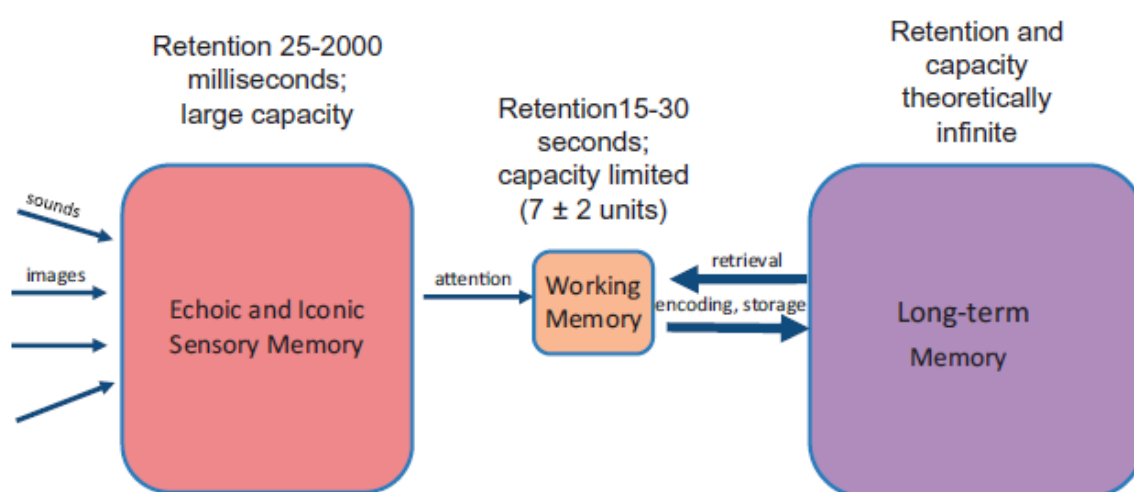 Retention 25-2000
milliseconds;
large capacity
Retention15-30
seconds;
capacity limited
(7 ± 2 units)
Retention and
capacity
theoretically
infinite
sounds
images
Echoic and Iconic
Sensory Memory
attention
Working
Memory
retrieval
encoding, storage
Long-term
Memory